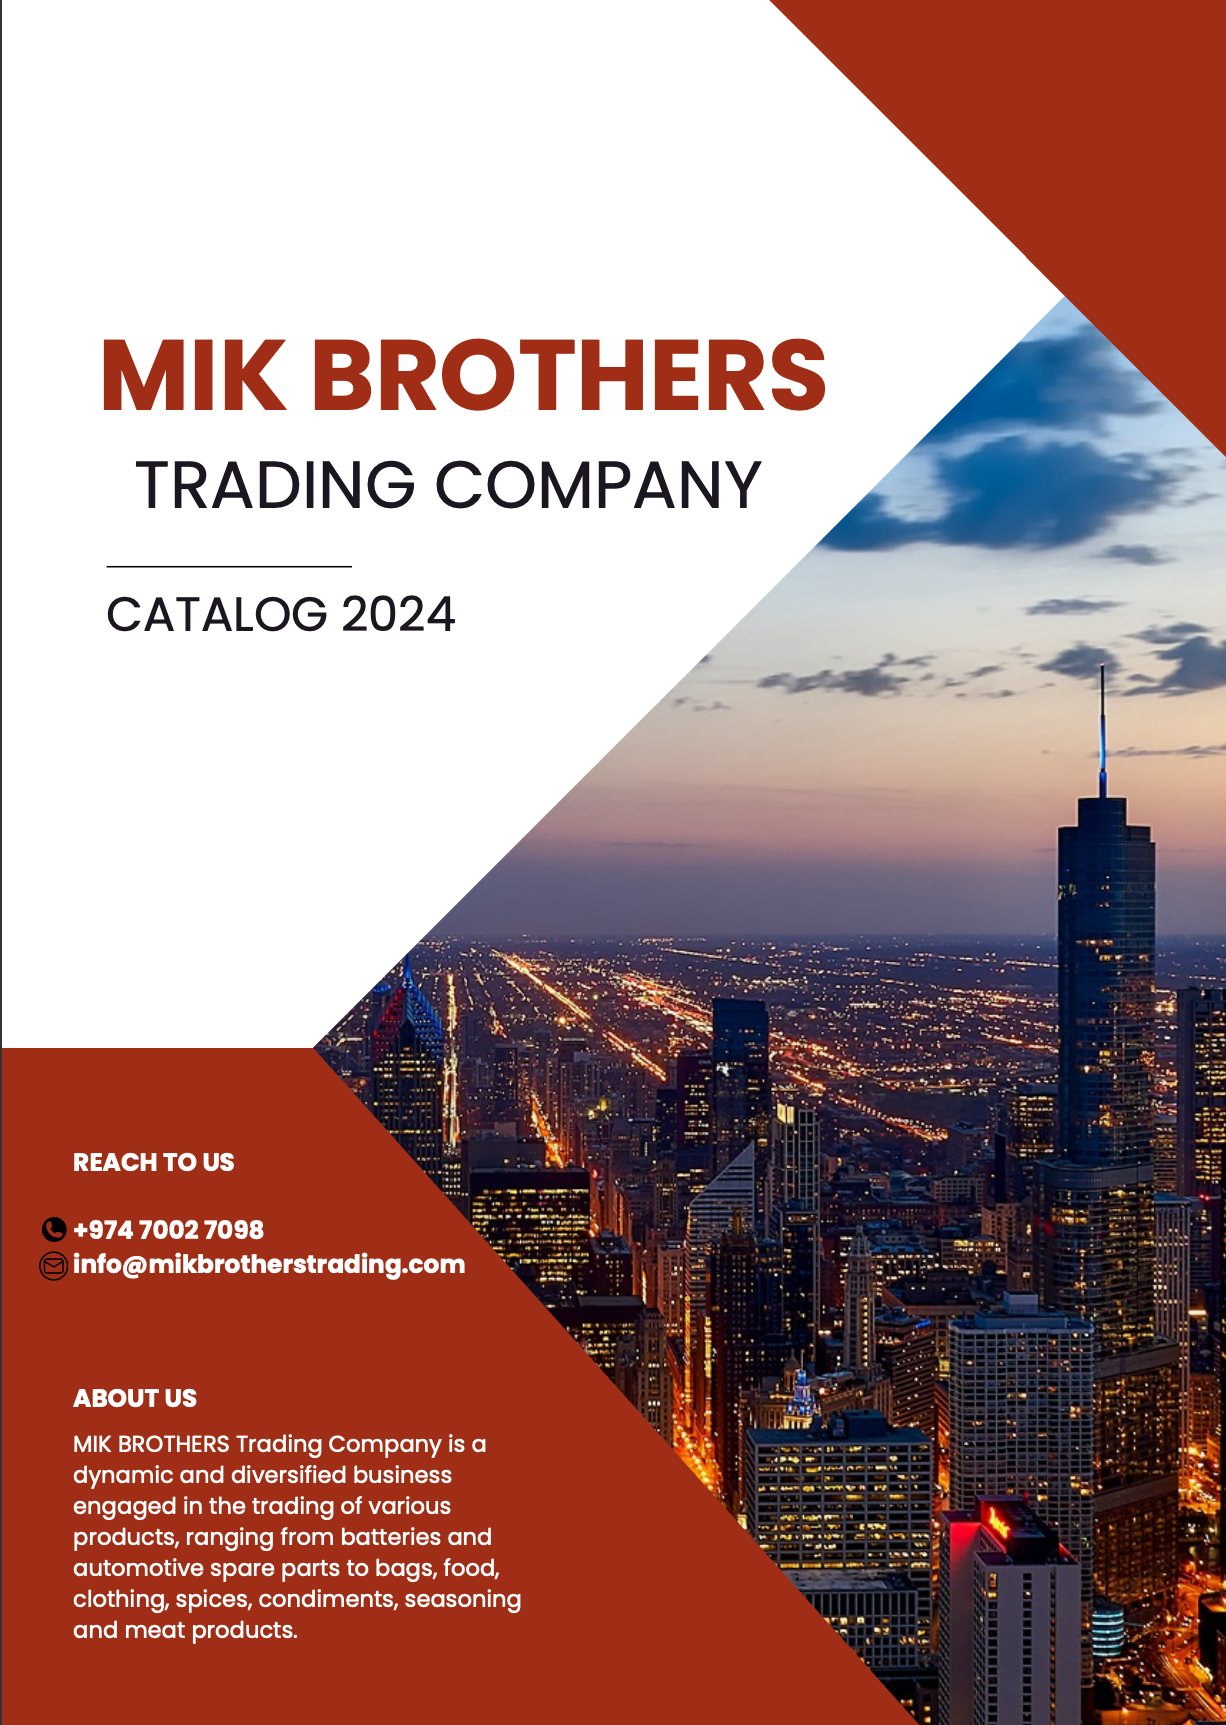 MIK BROTHERS
TRADING COMPANY
CATALOG 2024
REACH TO US
+974 7002 7098
info@mikbrotherstrading.com
ABOUT US
MIK BROTHERS Trading Company is a
dynamic and diversified business
engaged in the trading of various
products, ranging from batteries and
automotive spare parts to bags, food,
clothing, spices, condiments, seasoning
and meat products.